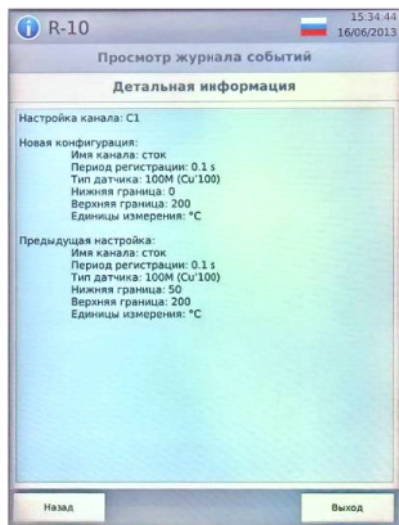 R-10
15:34:44
16/06/2013
Просмотр журнала событий
Детальная информация
Настройка канала: C1
Новая конфигурация:
Имя канала: сток
Период регистрации: 0.1 s
Тип датчика: 100М (Cu'100)
Нижняя граница: 0
Верхняя граница: 200
Единицы измерения: °C
Предыдущая настройка:
Имя канала: сток
Период регистрации: 0.1 s
Тип датчика: 100М (Cu'100)
Нижняя граница: 50
Верхняя граница: 200
Единицы измерения: °C
Назад
Выход